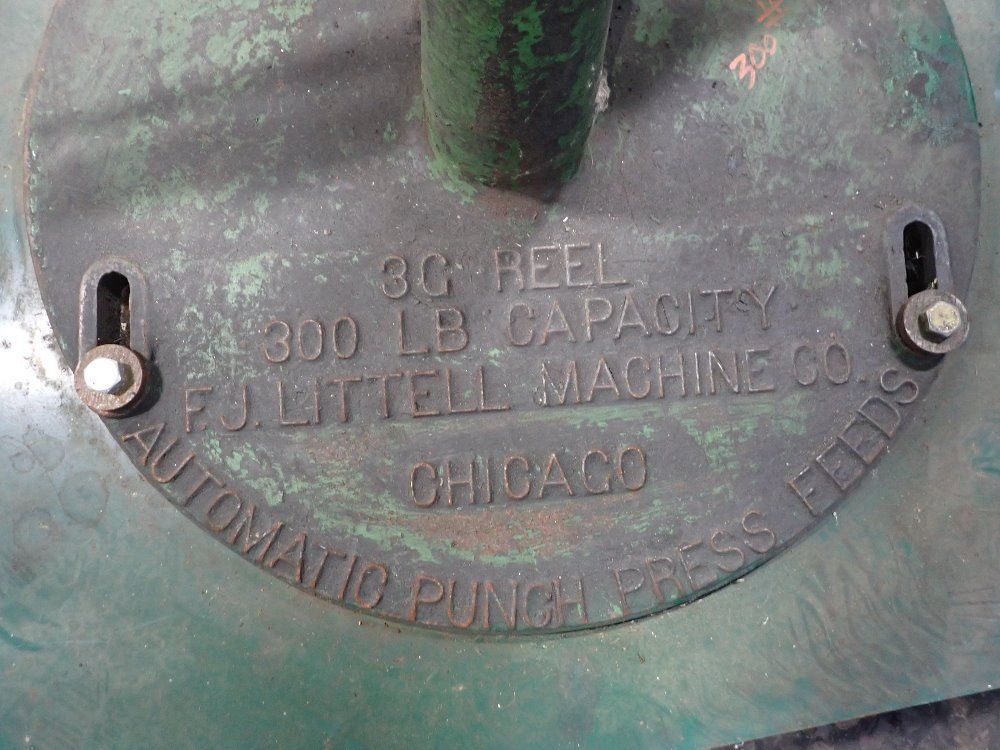 300#
3G REEL
300 LB CAPACITY
F.J. LITTELL MACHINE CO.
CHICAGO
AUTOMATIC PUNCH PRESS FEEDS